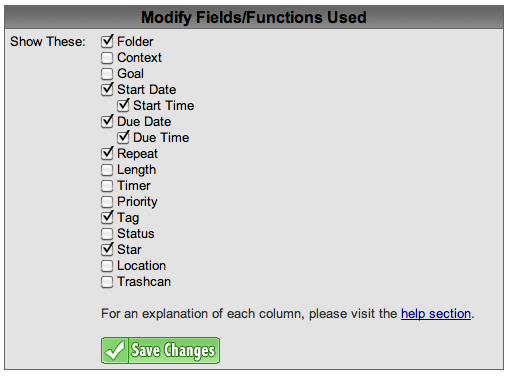 Modify Fields/Functions Used
Show These: Folder
Context
Goal
Start Date
Start Time
Due Date
Due Time
Repeat
Length
Timer
Priority
Tag
Status
Star
Location
Trashcan
For an explanation of each column, please visit the help section.
Save Changes